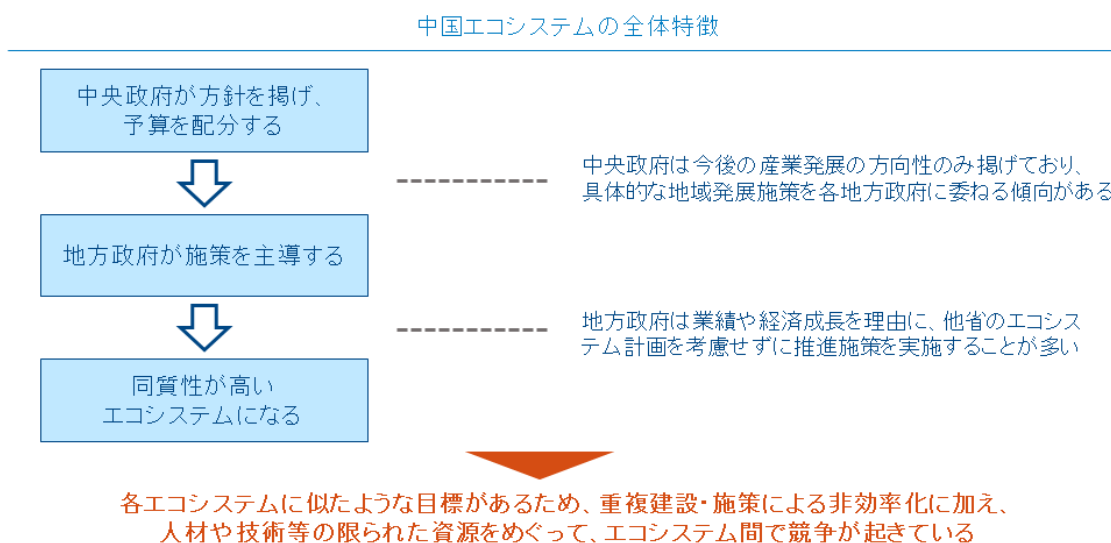 中国エコシステムの全体特徴
中央政府が方針を掲げ、
予算を配分する
中央政府は今後の産業発展の方向性のみ掲げており、
具体的な地域発展施策を各地方政府に委ねる傾向がある
地方政府が施策を主導する
地方政府は業績や経済成長を理由に、他省のエコシス
テム計画を考慮せずに推進施策を実施することが多い
同質性が高い
エコシステムになる
各エコシステムに似たような目標があるため、重複建設・施策による非効率化に加え、
人材や技術等の限られた資源をめぐって、エコシステム間で競争が起きている